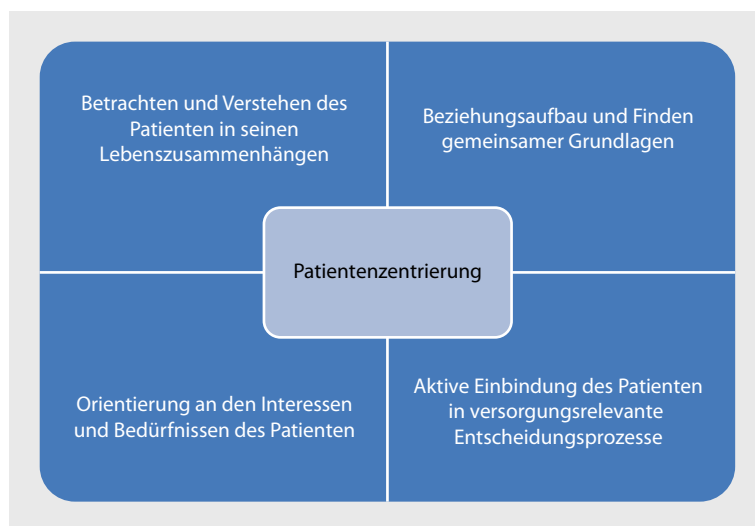 Betrachten und Verstehen des
Patienten in seinen
Lebenszusammenhängen
Beziehungsaufbau und Finden
gemeinsamer Grundlagen
Patientenzentrierung
Orientierung an den Interessen
und Bedürfnissen des Patienten
Aktive Einbindung des Patienten
in versorgungsrelevante
Entscheidungsprozesse